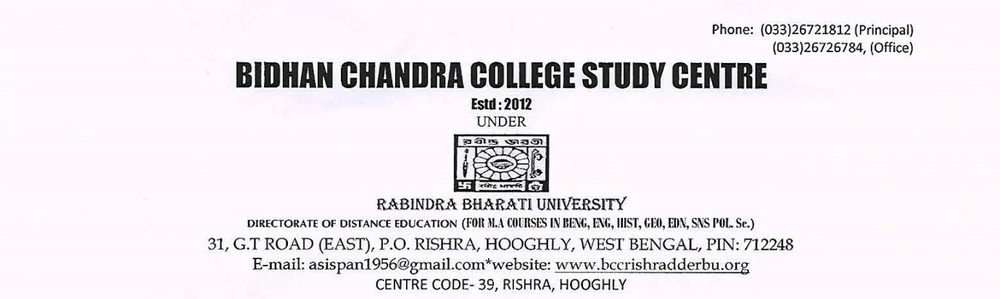 Phone: (033)26721812 (Principal)
(033)26726784, (Office)
BIDHAN CHANDRA COLLEGE STUDY CENTRE
Estd : 2012
UNDER
রবীন্দ্র ভারতী
RABINDRA BHARATI UNIVERSITY
DIRECTORATE OF DISTANCE EDUCATION (FOR M.A COURSES IN BENG, ENG, HIST, GEO, EDN, SNS POL. Sc.)
31, G.T ROAD (EAST), P.O. RISHRA, HOOGHLY, WEST BENGAL, PIN: 712248
E-mail: asispan1956@gmail.com*website: www.bccrishradderbu.org
CENTRE CODE- 39, RISHRA, HOOGHLY